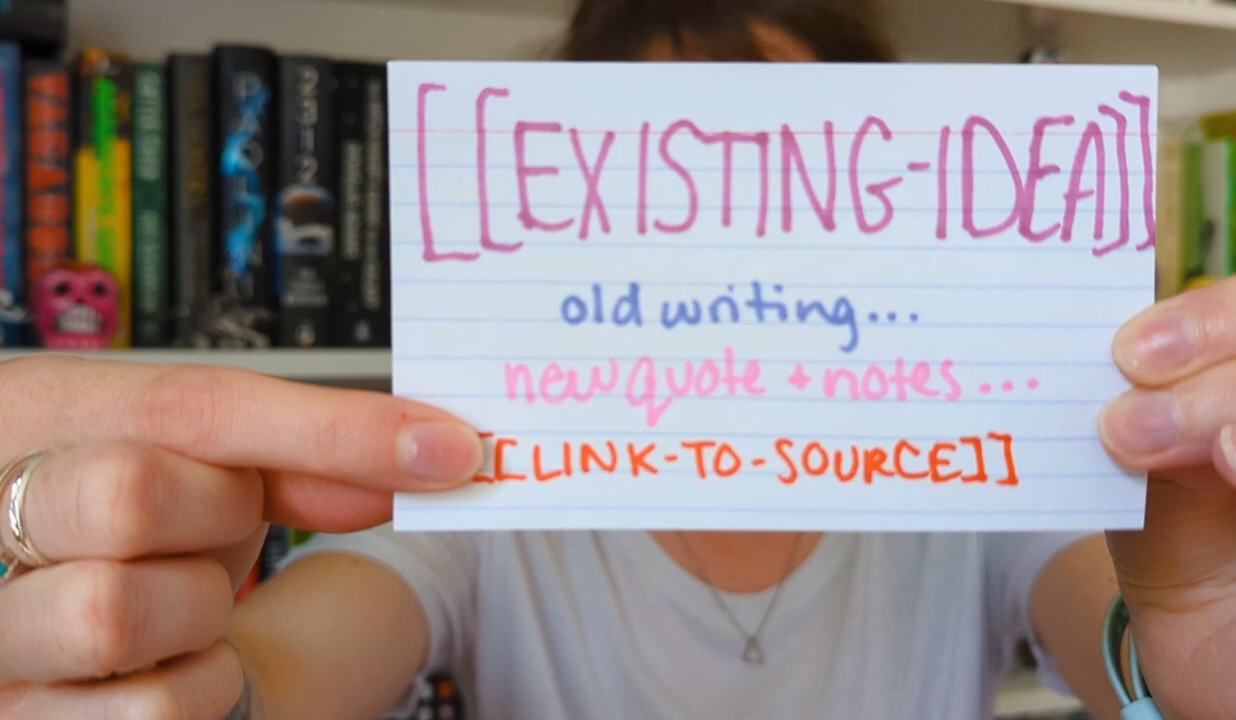 [[EXISTING-IDEA]]
old writing...
new quote + notes...
[[LINK-TO-SOURCE]]